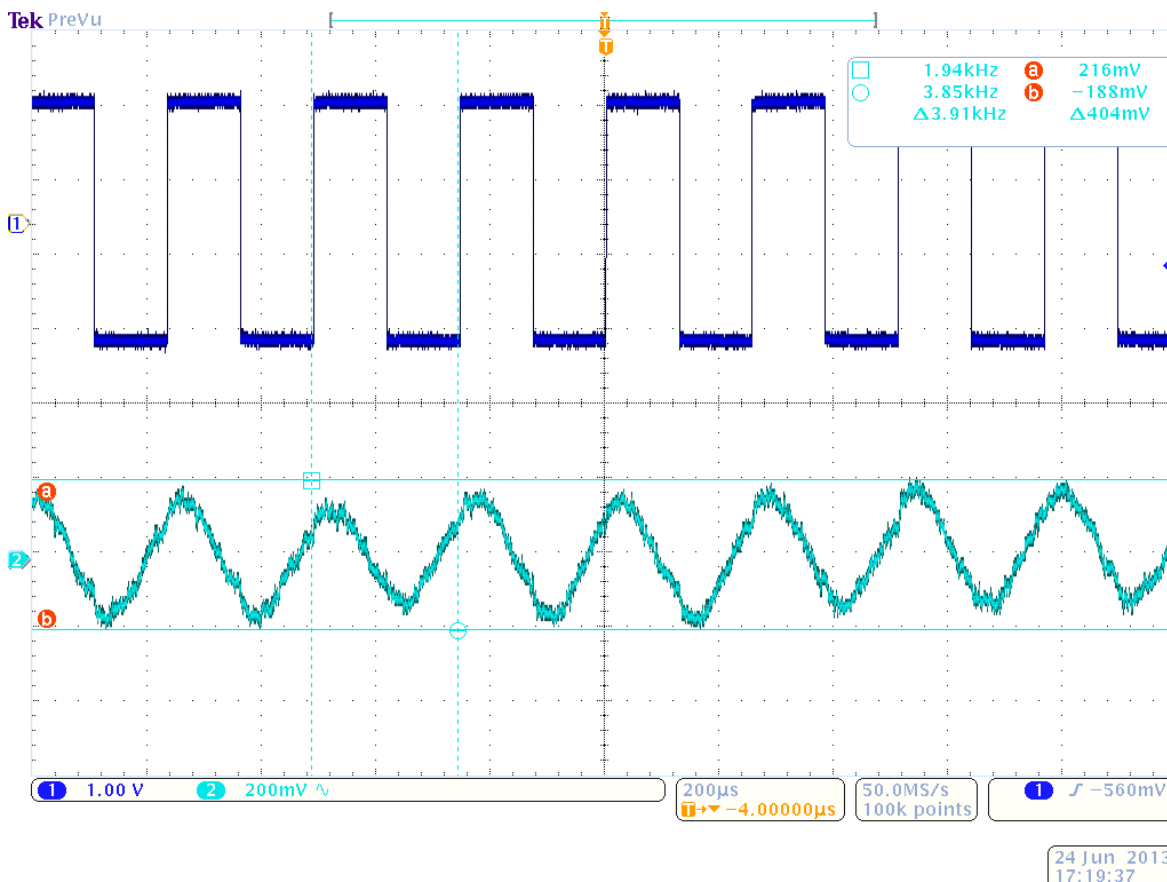 Tek PreVu
T
T
1.94kHz a 216mV
3.85kHz b −188mV
Δ3.91kHz Δ404mV
1
a
2
b
1 1.00 V 2 200mV
200µs 50.0MS/s 1 −560mV
T→▼−4.00000µs 100k points
24 Jun 2013
17:19:37